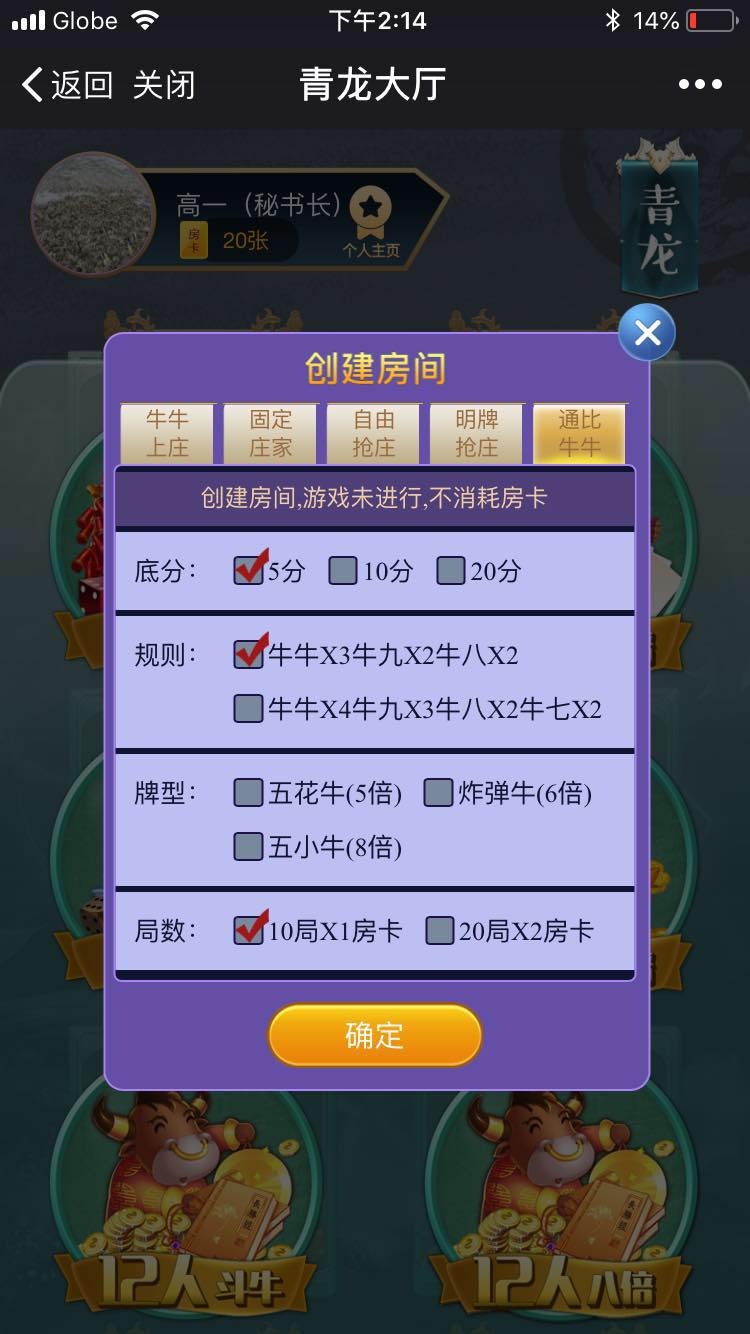 Globe 下午2:14 14%
返回 关闭 青龙大厅
高一（秘书长）
房卡 20张 个人主页
青龙
创建房间
牛牛上庄 固定庄家 自由抢庄 明牌抢庄 通比牛牛
创建房间,游戏未进行,不消耗房卡
底分： 5分 10分 20分
规则： 牛牛X3牛九X2牛八X2
牛牛X4牛九X3牛八X2牛七X2
牌型： 五花牛(5倍) 炸弹牛(6倍)
五小牛(8倍)
局数： 10局X1房卡 20局X2房卡
确定
12人斗牛 12人八倍